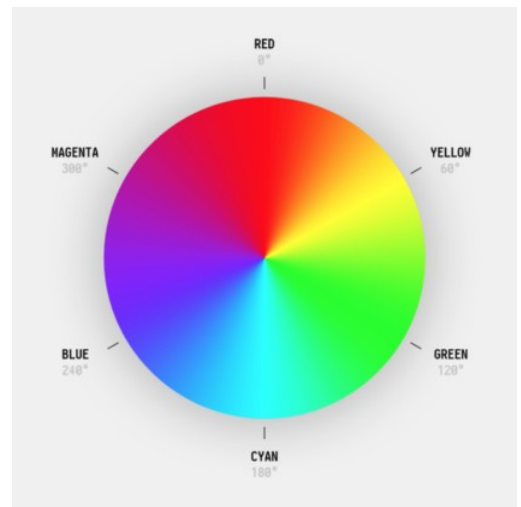 RED
0°
MAGENTA
300°
YELLOW
60°
BLUE
240°
GREEN
120°
CYAN
180°